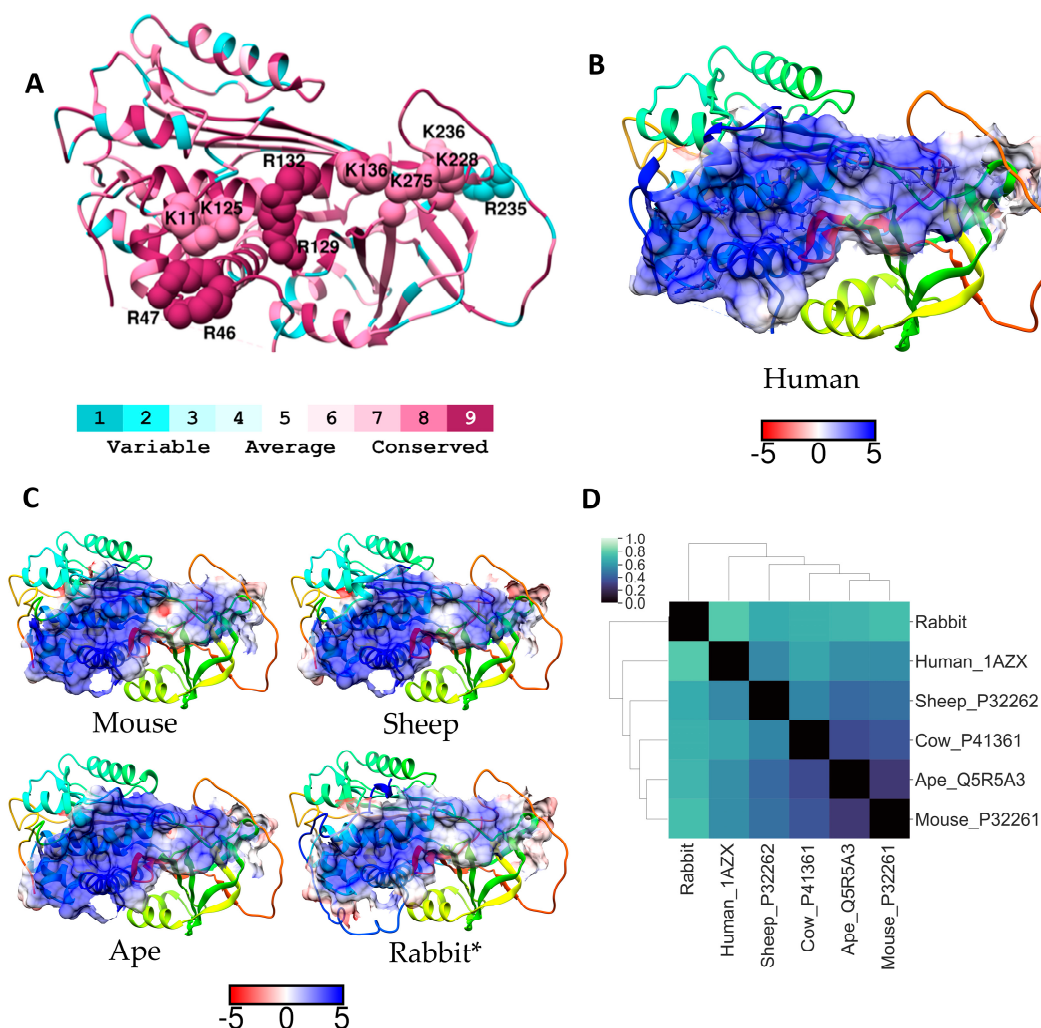 A
K236
R132
K228
K136
K275
K125
K11
R235
R129
R47
R46
1 2 3 4 5 6 7 8 9
Variable Average Conserved
B
Human
-5 0 5
C
Mouse
Sheep
Ape
Rabbit*
-5 0 5
D
1.0
0.8
0.6
0.4
0.2
0.0
Rabbit
Human_1AZX
Sheep_P32262
Cow_P41361
Ape_Q5R5A3
Mouse_P32261
Rabbit
Human_1AZX
Sheep_P32262
Cow_P41361
Ape_Q5R5A3
Mouse_P32261